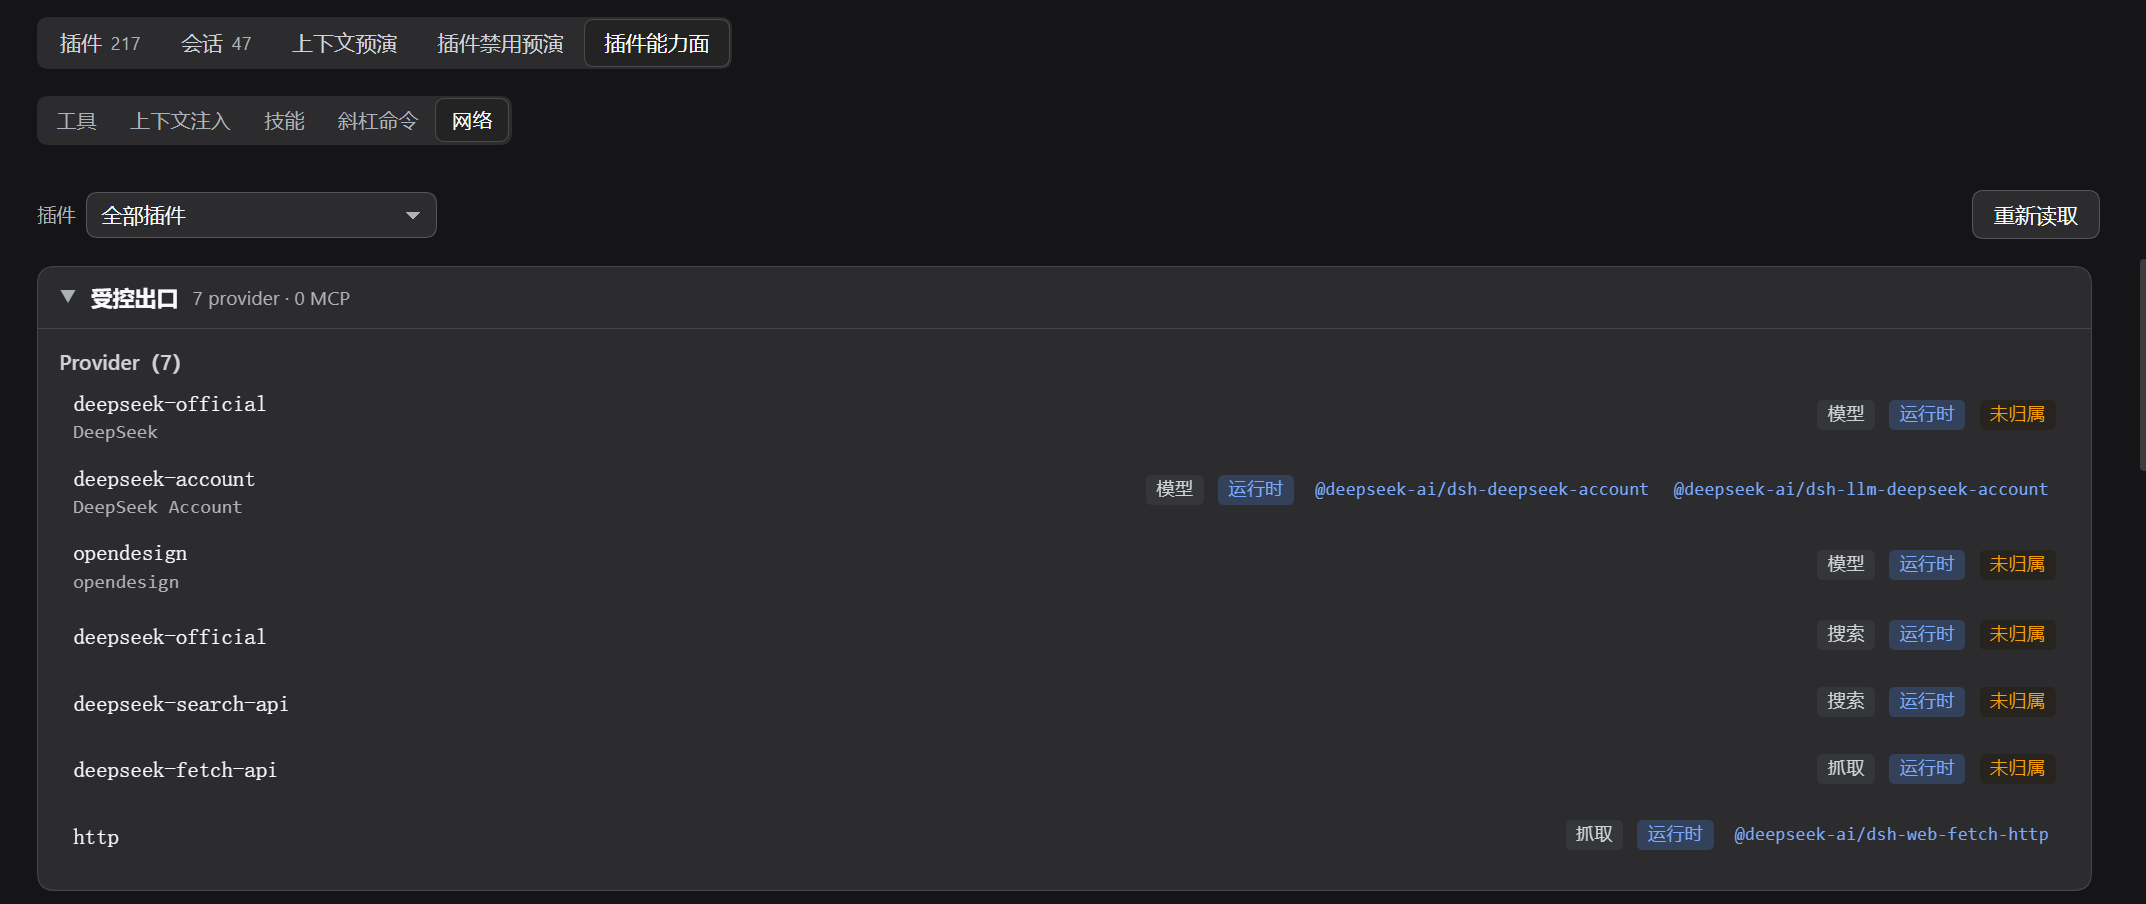 插件 217 会话 47 上下文预演 插件禁用预演 插件能力面
工具 上下文注入 技能 斜杠命令 网络
插件 全部插件 重新读取
受控出口 7 provider · 0 MCP
Provider (7)
deepseek-official
DeepSeek
模型 运行时 未归属
deepseek-account
DeepSeek Account
模型 运行时 @deepseek-ai/dsh-deepseek-account @deepseek-ai/dsh-llm-deepseek-account
opendesign
opendesign
模型 运行时 未归属
deepseek-official 搜索 运行时 未归属
deepseek-search-api 搜索 运行时 未归属
deepseek-fetch-api 抓取 运行时 未归属
http 抓取 运行时 @deepseek-ai/dsh-web-fetch-http